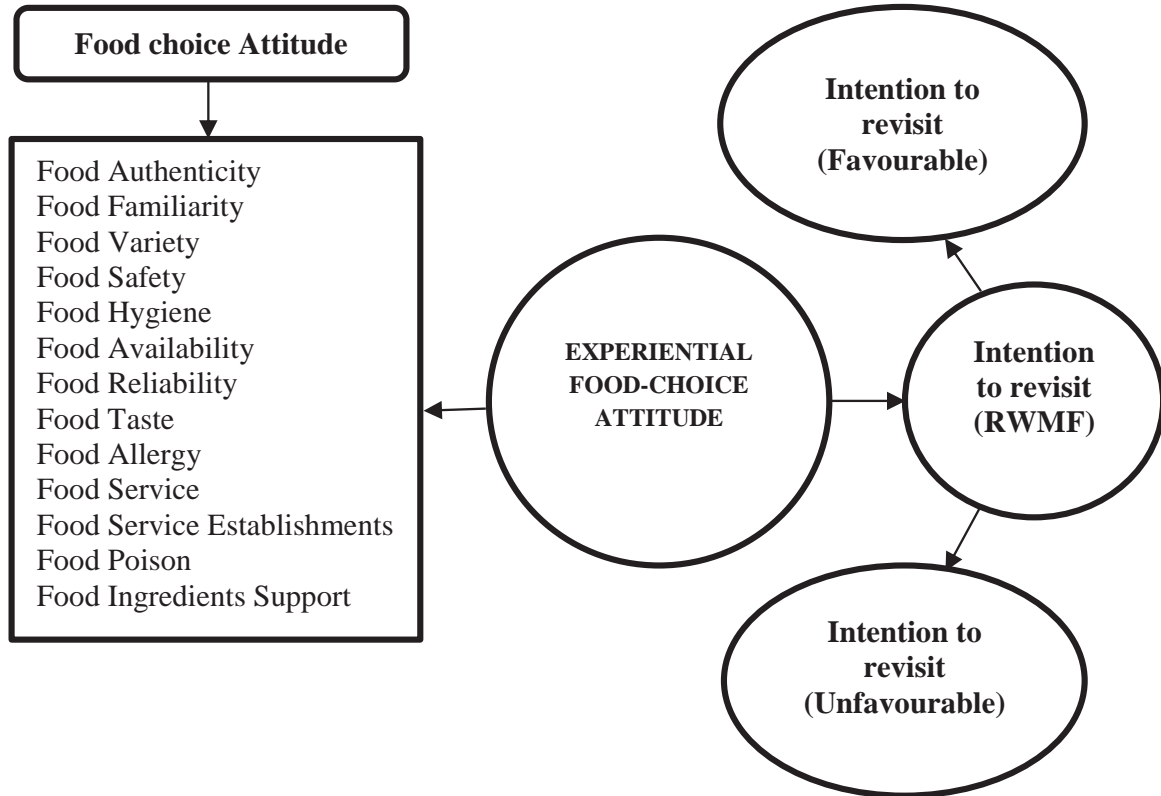 Food choice Attitude
Food Authenticity
Food Familiarity
Food Variety
Food Safety
Food Hygiene
Food Availability
Food Reliability
Food Taste
Food Allergy
Food Service
Food Service Establishments
Food Poison
Food Ingredients Support
EXPERIENTIAL
FOOD-CHOICE
ATTITUDE
Intention to
revisit
(Favourable)
Intention
to revisit
(RWMF)
Intention to
revisit
(Unfavourable)